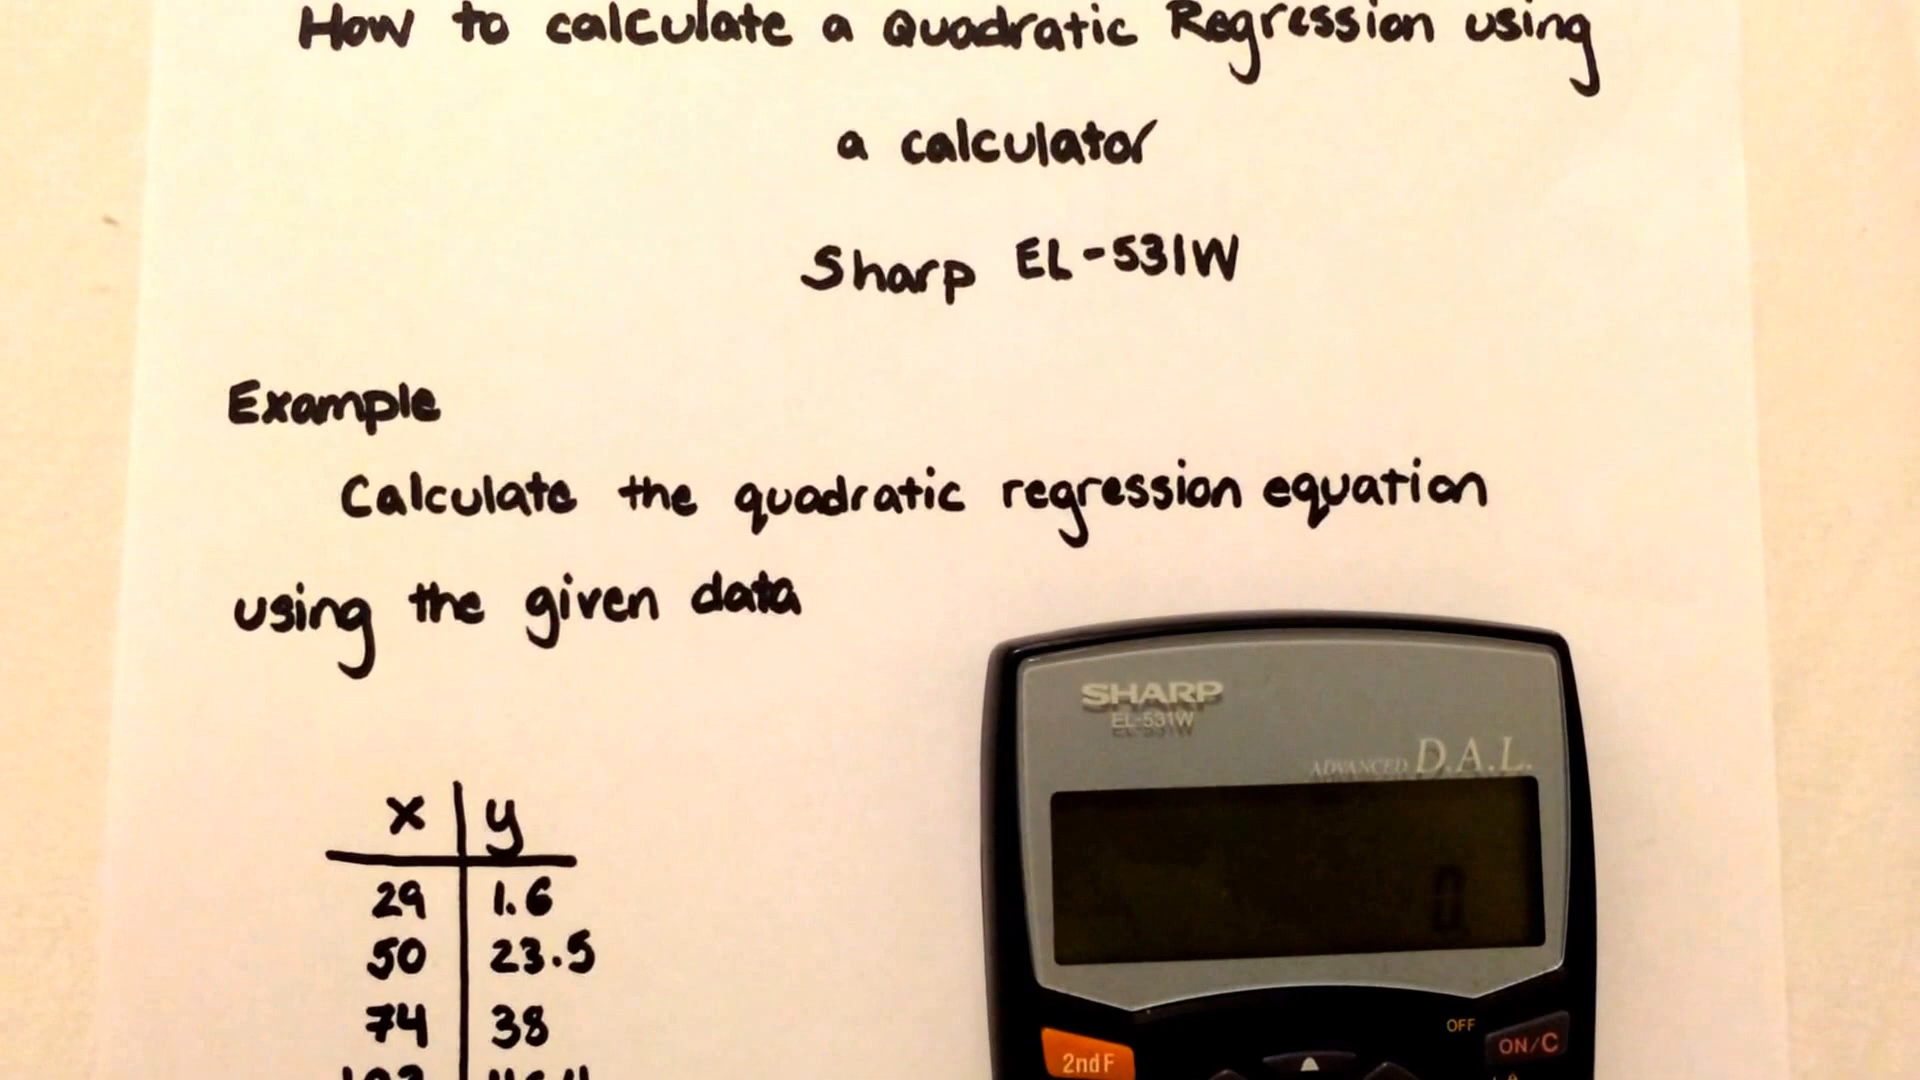 How to calculate a Quadratic Regression using
a calculator
Sharp EL-531W
Example
Calculate the quadratic regression equation
using the given data
SHARP
EL-531W
ADVANCED D.A.L.
0.
x y
29 1.6
50 23.5
74 38
OFF
2ndF
ON/C